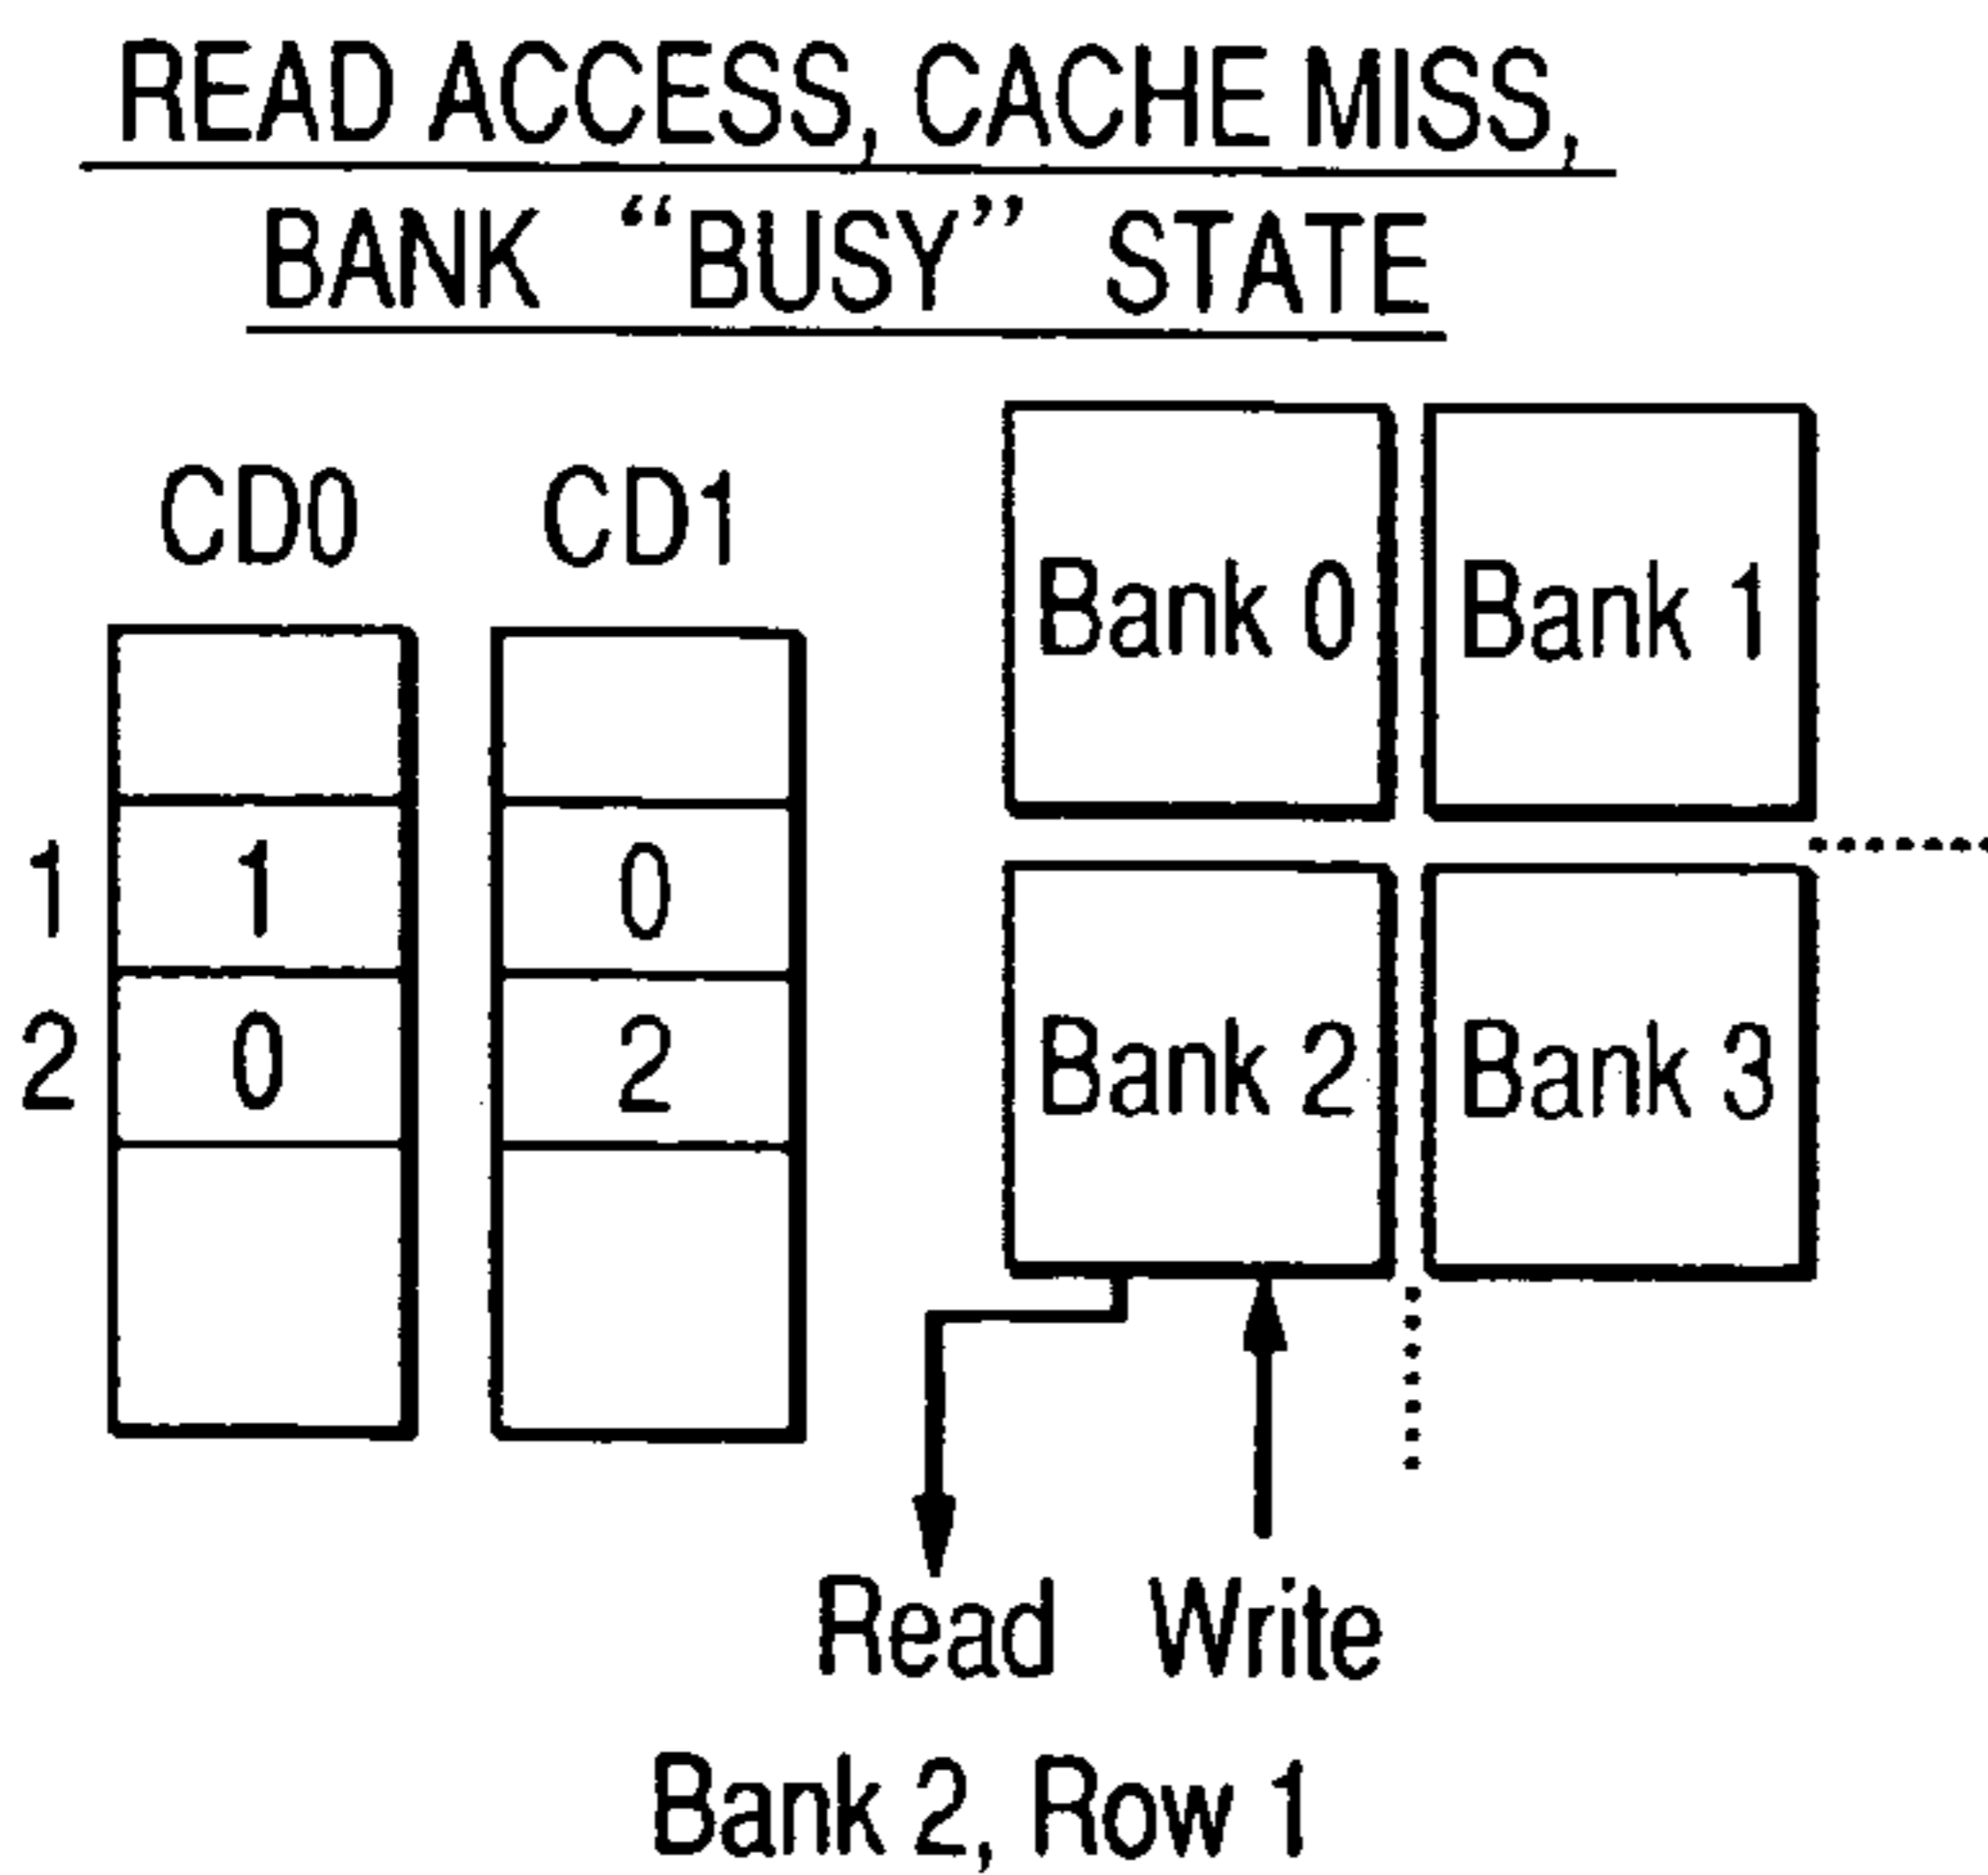 READ ACCESS, CACHE MISS,
BANK “BUSY” STATE
CD0 CD1
Bank 0 Bank 1
1 1 0
2 0 2
Bank 2 Bank 3
Read Write
Bank 2, Row 1